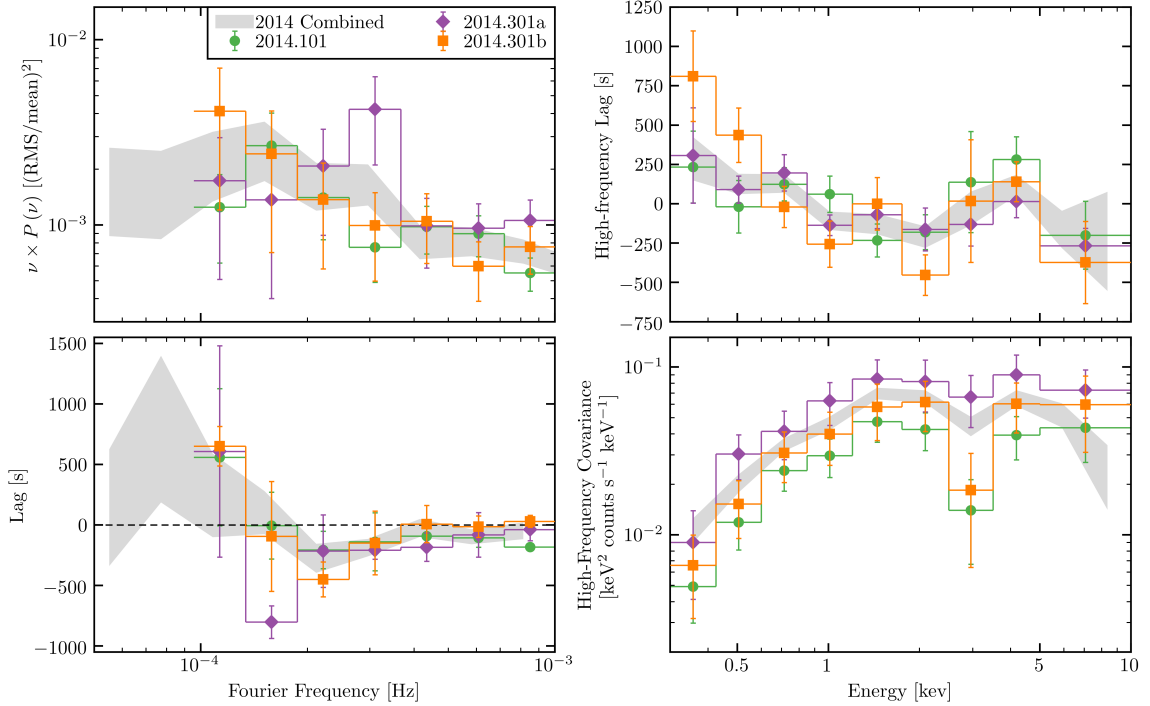 2014 Combined
2014.101
2014.301a
2014.301b
10⁻²
10⁻³
ν × P (ν) [(RMS/mean)²]
1250
1000
750
500
250
0
−250
−500
−750
High-frequency Lag [s]
1500
1000
500
0
−500
−1000
Lag [s]
10⁻⁴
10⁻³
Fourier Frequency [Hz]
10⁻¹
10⁻²
High-Frequency Covariance
[keV² counts s⁻¹ keV⁻¹]
0.5
1
5
10
Energy [kev]